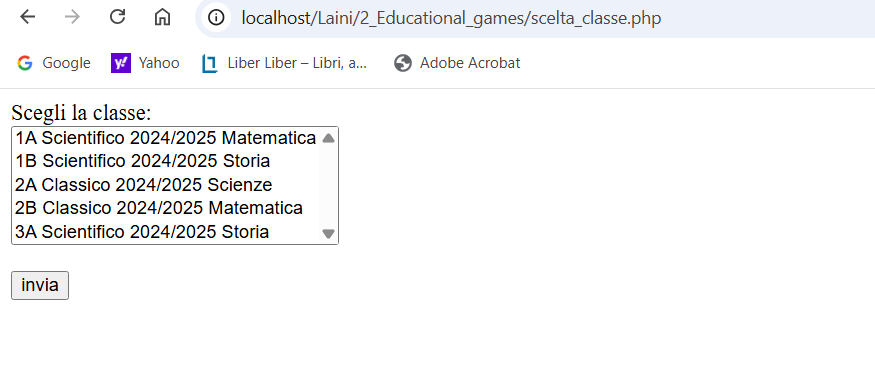 localhost/Laini/2_Educational_games/scelta_classe.php
Google Yahoo Liber Liber – Libri, a... Adobe Acrobat
Scegli la classe:
1A Scientifico 2024/2025 Matematica
1B Scientifico 2024/2025 Storia
2A Classico 2024/2025 Scienze
2B Classico 2024/2025 Matematica
3A Scientifico 2024/2025 Storia
invia